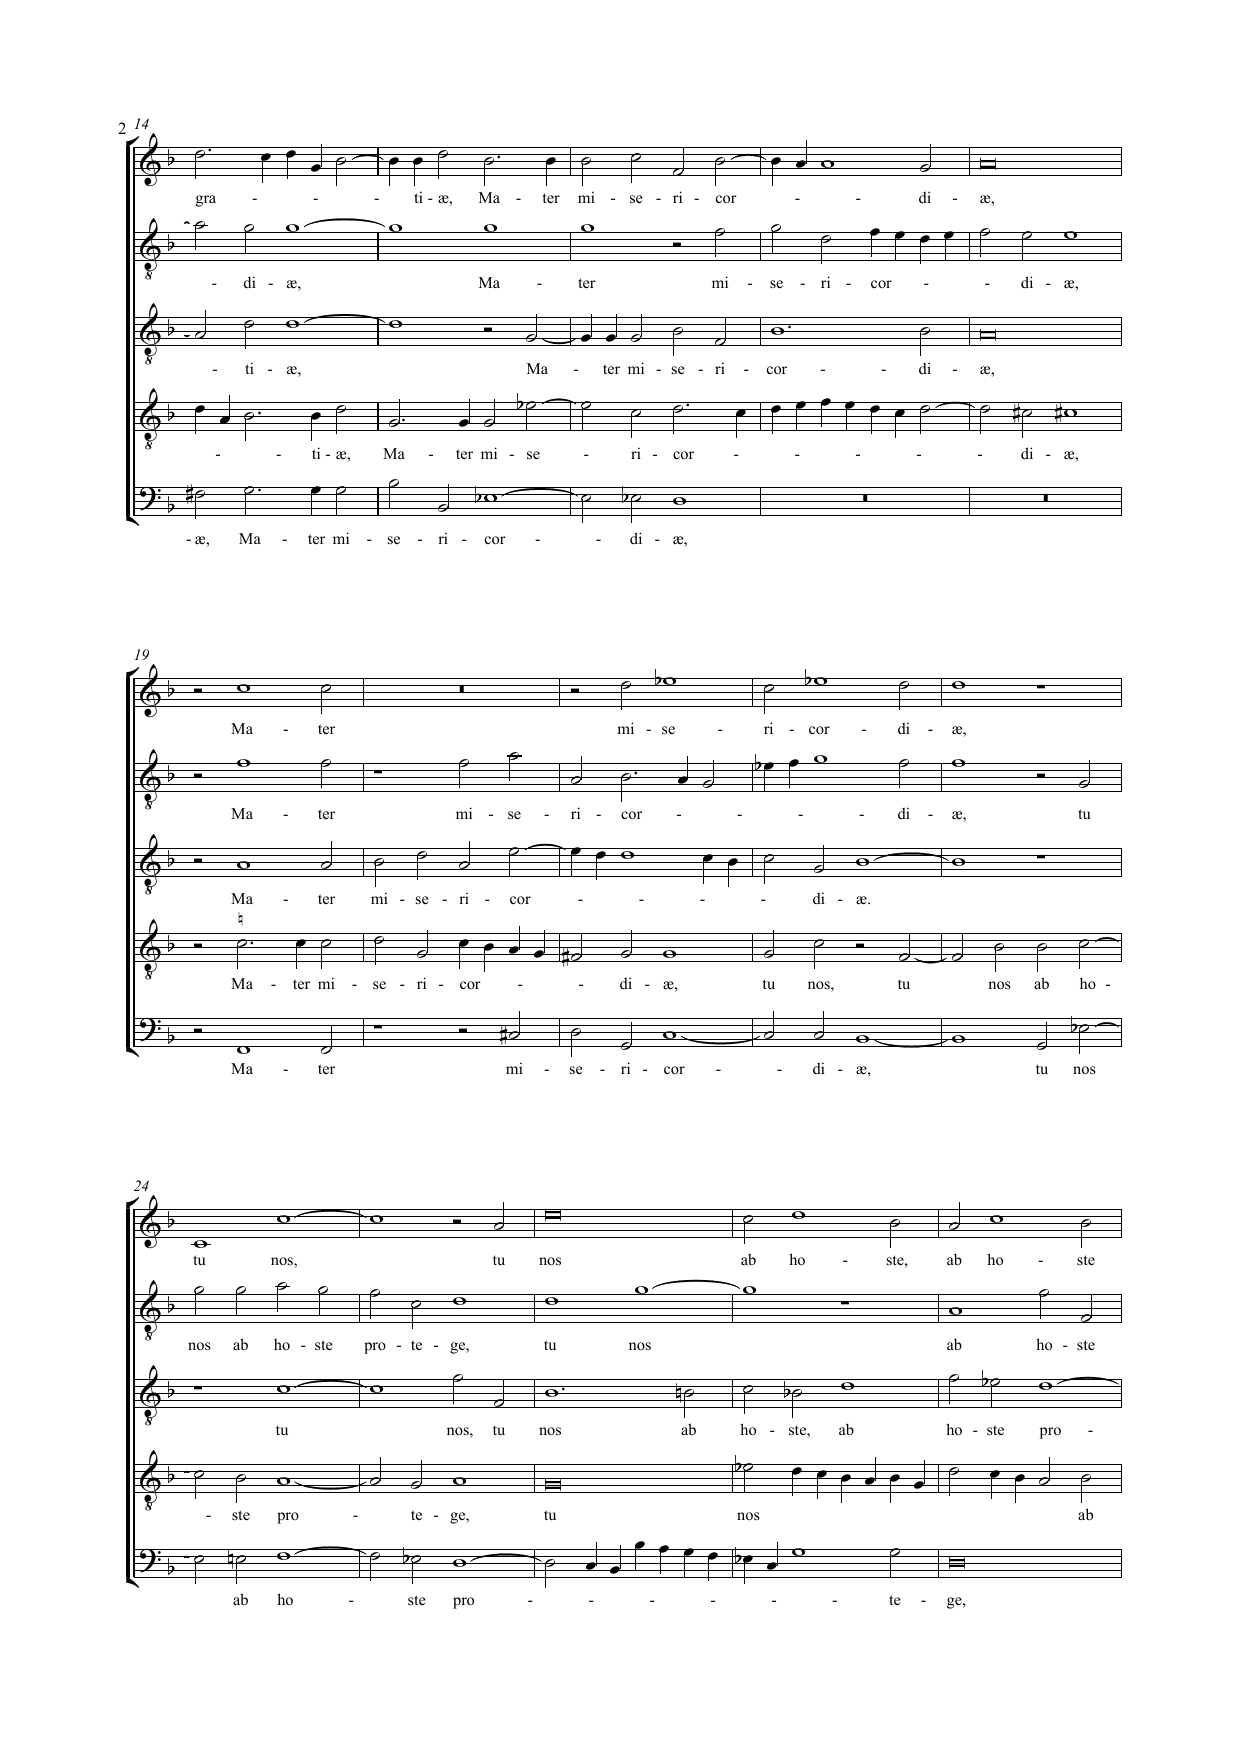 2 14
gra - - - ti - æ, Ma - ter mi - se - ri - cor - - di - æ,
- di - æ, Ma - ter mi - se - ri - cor - - di - æ,
- ti - æ, Ma - ter mi - se - ri - cor - - di - æ,
- - ti - æ, Ma - ter mi - se - ri - cor - - - - - di - æ,
- æ, Ma - ter mi - se - ri - cor - - di - æ,
19
Ma - ter mi - se - ri - cor - di - æ,
Ma - ter mi - se - ri - cor - - - di - æ, tu
Ma - ter mi - se - ri - cor - - - - di - æ.
Ma - ter mi - se - ri - cor - - di - æ, tu nos, tu nos ab ho -
Ma - ter mi - se - ri - cor - - di - æ, tu nos
24
tu nos, tu nos ab ho - ste, ab ho - ste
nos ab ho - ste pro - te - ge, tu nos ab ho - ste
tu nos, tu nos ab ho - ste, ab ho - ste pro -
- ste pro - te - ge, tu nos ab
ab ho - ste pro - - - - - - te - ge,